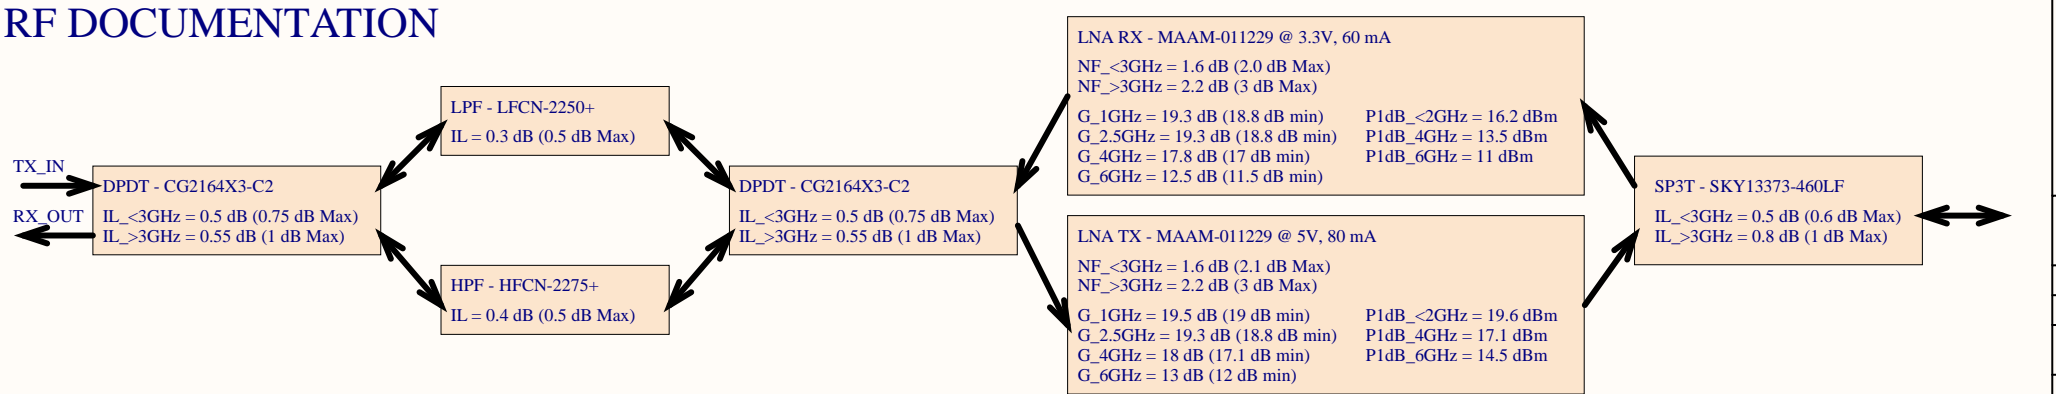 RF DOCUMENTATION
TX_IN
RX_OUT
DPDT - CG2164X3-C2
IL_<3GHz = 0.5 dB (0.75 dB Max)
IL_>3GHz = 0.55 dB (1 dB Max)
LPF - LFCN-2250+
IL = 0.3 dB (0.5 dB Max)
HPF - HFCN-2275+
IL = 0.4 dB (0.5 dB Max)
DPDT - CG2164X3-C2
IL_<3GHz = 0.5 dB (0.75 dB Max)
IL_>3GHz = 0.55 dB (1 dB Max)
LNA RX - MAAM-011229 @ 3.3V, 60 mA
NF_<3GHz = 1.6 dB (2.0 dB Max)
NF_>3GHz = 2.2 dB (3 dB Max)
G_1GHz = 19.3 dB (18.8 dB min) P1dB_<2GHz = 16.2 dBm
G_2.5GHz = 19.3 dB (18.8 dB min) P1dB_4GHz = 13.5 dBm
G_4GHz = 17.8 dB (17 dB min) P1dB_6GHz = 11 dBm
G_6GHz = 12.5 dB (11.5 dB min)
LNA TX - MAAM-011229 @ 5V, 80 mA
NF_<3GHz = 1.6 dB (2.1 dB Max)
NF_>3GHz = 2.2 dB (3 dB Max)
G_1GHz = 19.5 dB (19 dB min) P1dB_<2GHz = 19.6 dBm
G_2.5GHz = 19.3 dB (18.8 dB min) P1dB_4GHz = 17.1 dBm
G_4GHz = 18 dB (17.1 dB min) P1dB_6GHz = 14.5 dBm
G_6GHz = 13 dB (12 dB min)
SP3T - SKY13373-460LF
IL_<3GHz = 0.5 dB (0.6 dB Max)
IL_>3GHz = 0.8 dB (1 dB Max)